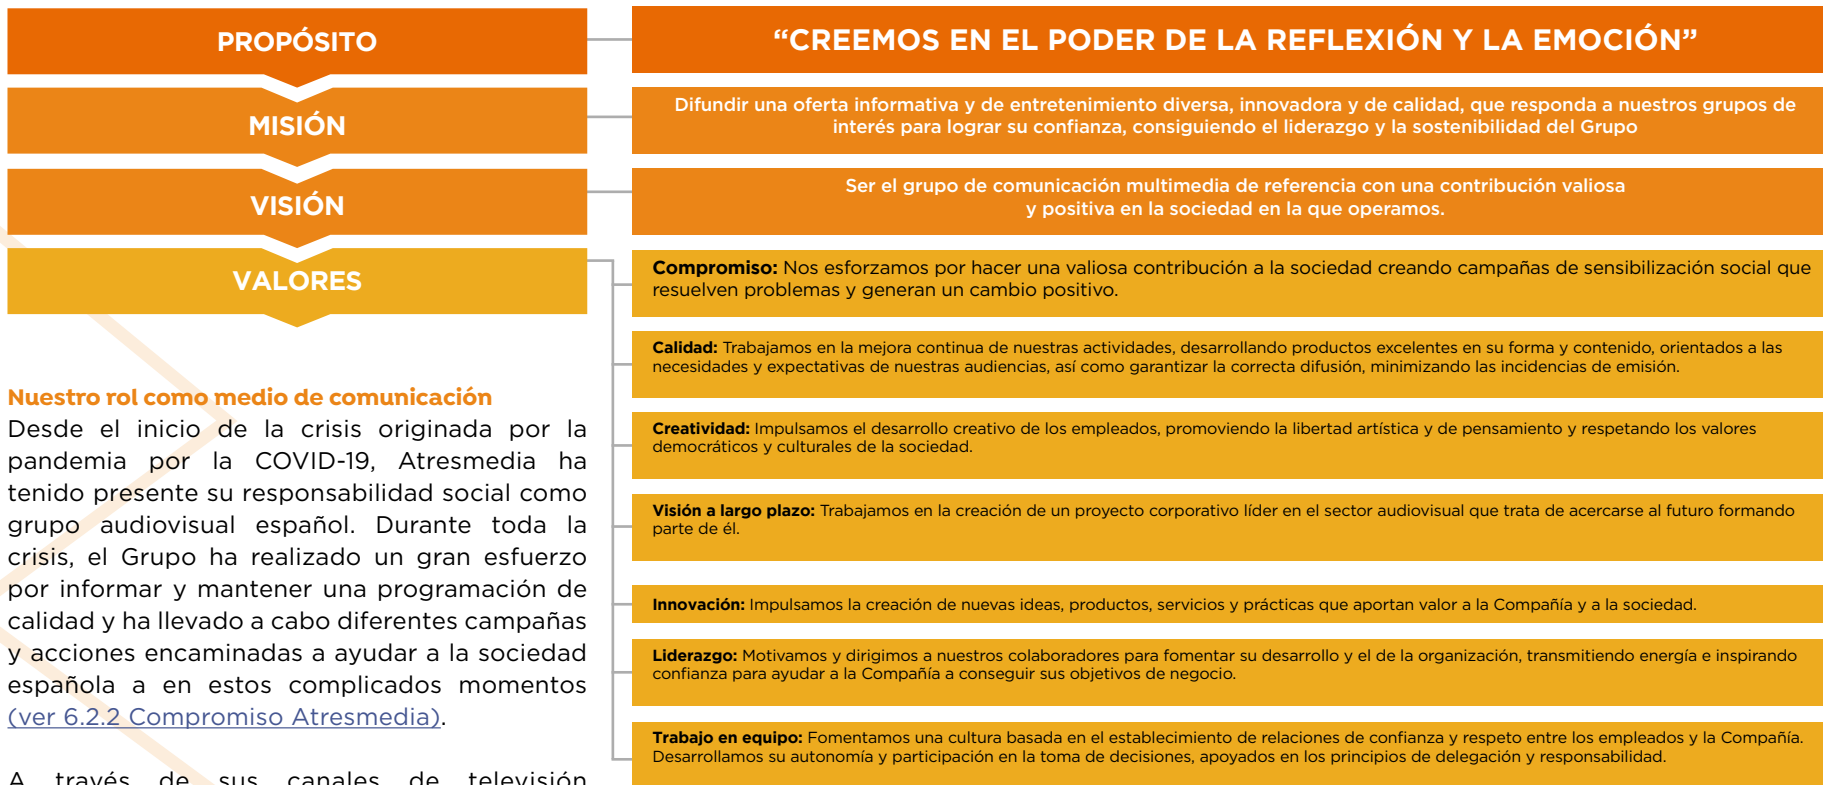 PROPÓSITO
“CREEMOS EN EL PODER DE LA REFLEXIÓN Y LA EMOCIÓN”
MISIÓN
Difundir una oferta informativa y de entretenimiento diversa, innovadora y de calidad, que responda a nuestros grupos de
interés para lograr su confianza, consiguiendo el liderazgo y la sostenibilidad del Grupo
VISIÓN
Ser el grupo de comunicación multimedia de referencia con una contribución valiosa
y positiva en la sociedad en la que operamos.
VALORES
Compromiso: Nos esforzamos por hacer una valiosa contribución a la sociedad creando campañas de sensibilización social que
resuelven problemas y generan un cambio positivo.
Calidad: Trabajamos en la mejora continua de nuestras actividades, desarrollando productos excelentes en su forma y contenido, orientados a las
necesidades y expectativas de nuestras audiencias, así como garantizar la correcta difusión, minimizando las incidencias de emisión.
Creatividad: Impulsamos el desarrollo creativo de los empleados, promoviendo la libertad artística y de pensamiento y respetando los valores
democráticos y culturales de la sociedad.
Visión a largo plazo: Trabajamos en la creación de un proyecto corporativo líder en el sector audiovisual que trata de acercarse al futuro formando
parte de él.
Innovación: Impulsamos la creación de nuevas ideas, productos, servicios y prácticas que aportan valor a la Compañía y a la sociedad.
Liderazgo: Motivamos y dirigimos a nuestros colaboradores para fomentar su desarrollo y el de la organización, transmitiendo energía e inspirando
confianza para ayudar a la Compañía a conseguir sus objetivos de negocio.
Trabajo en equipo: Fomentamos una cultura basada en el establecimiento de relaciones de confianza y respeto entre los empleados y la Compañía.
Desarrollamos su autonomía y participación en la toma de decisiones, apoyados en los principios de delegación y responsabilidad.
Nuestro rol como medio de comunicación
Desde el inicio de la crisis originada por la
pandemia por la COVID-19, Atresmedia ha
tenido presente su responsabilidad social como
grupo audiovisual español. Durante toda la
crisis, el Grupo ha realizado un gran esfuerzo
por informar y mantener una programación de
calidad y ha llevado a cabo diferentes campañas
y acciones encaminadas a ayudar a la sociedad
española a en estos complicados momentos
(ver 6.2.2 Compromiso Atresmedia).
A través de sus canales de televisión